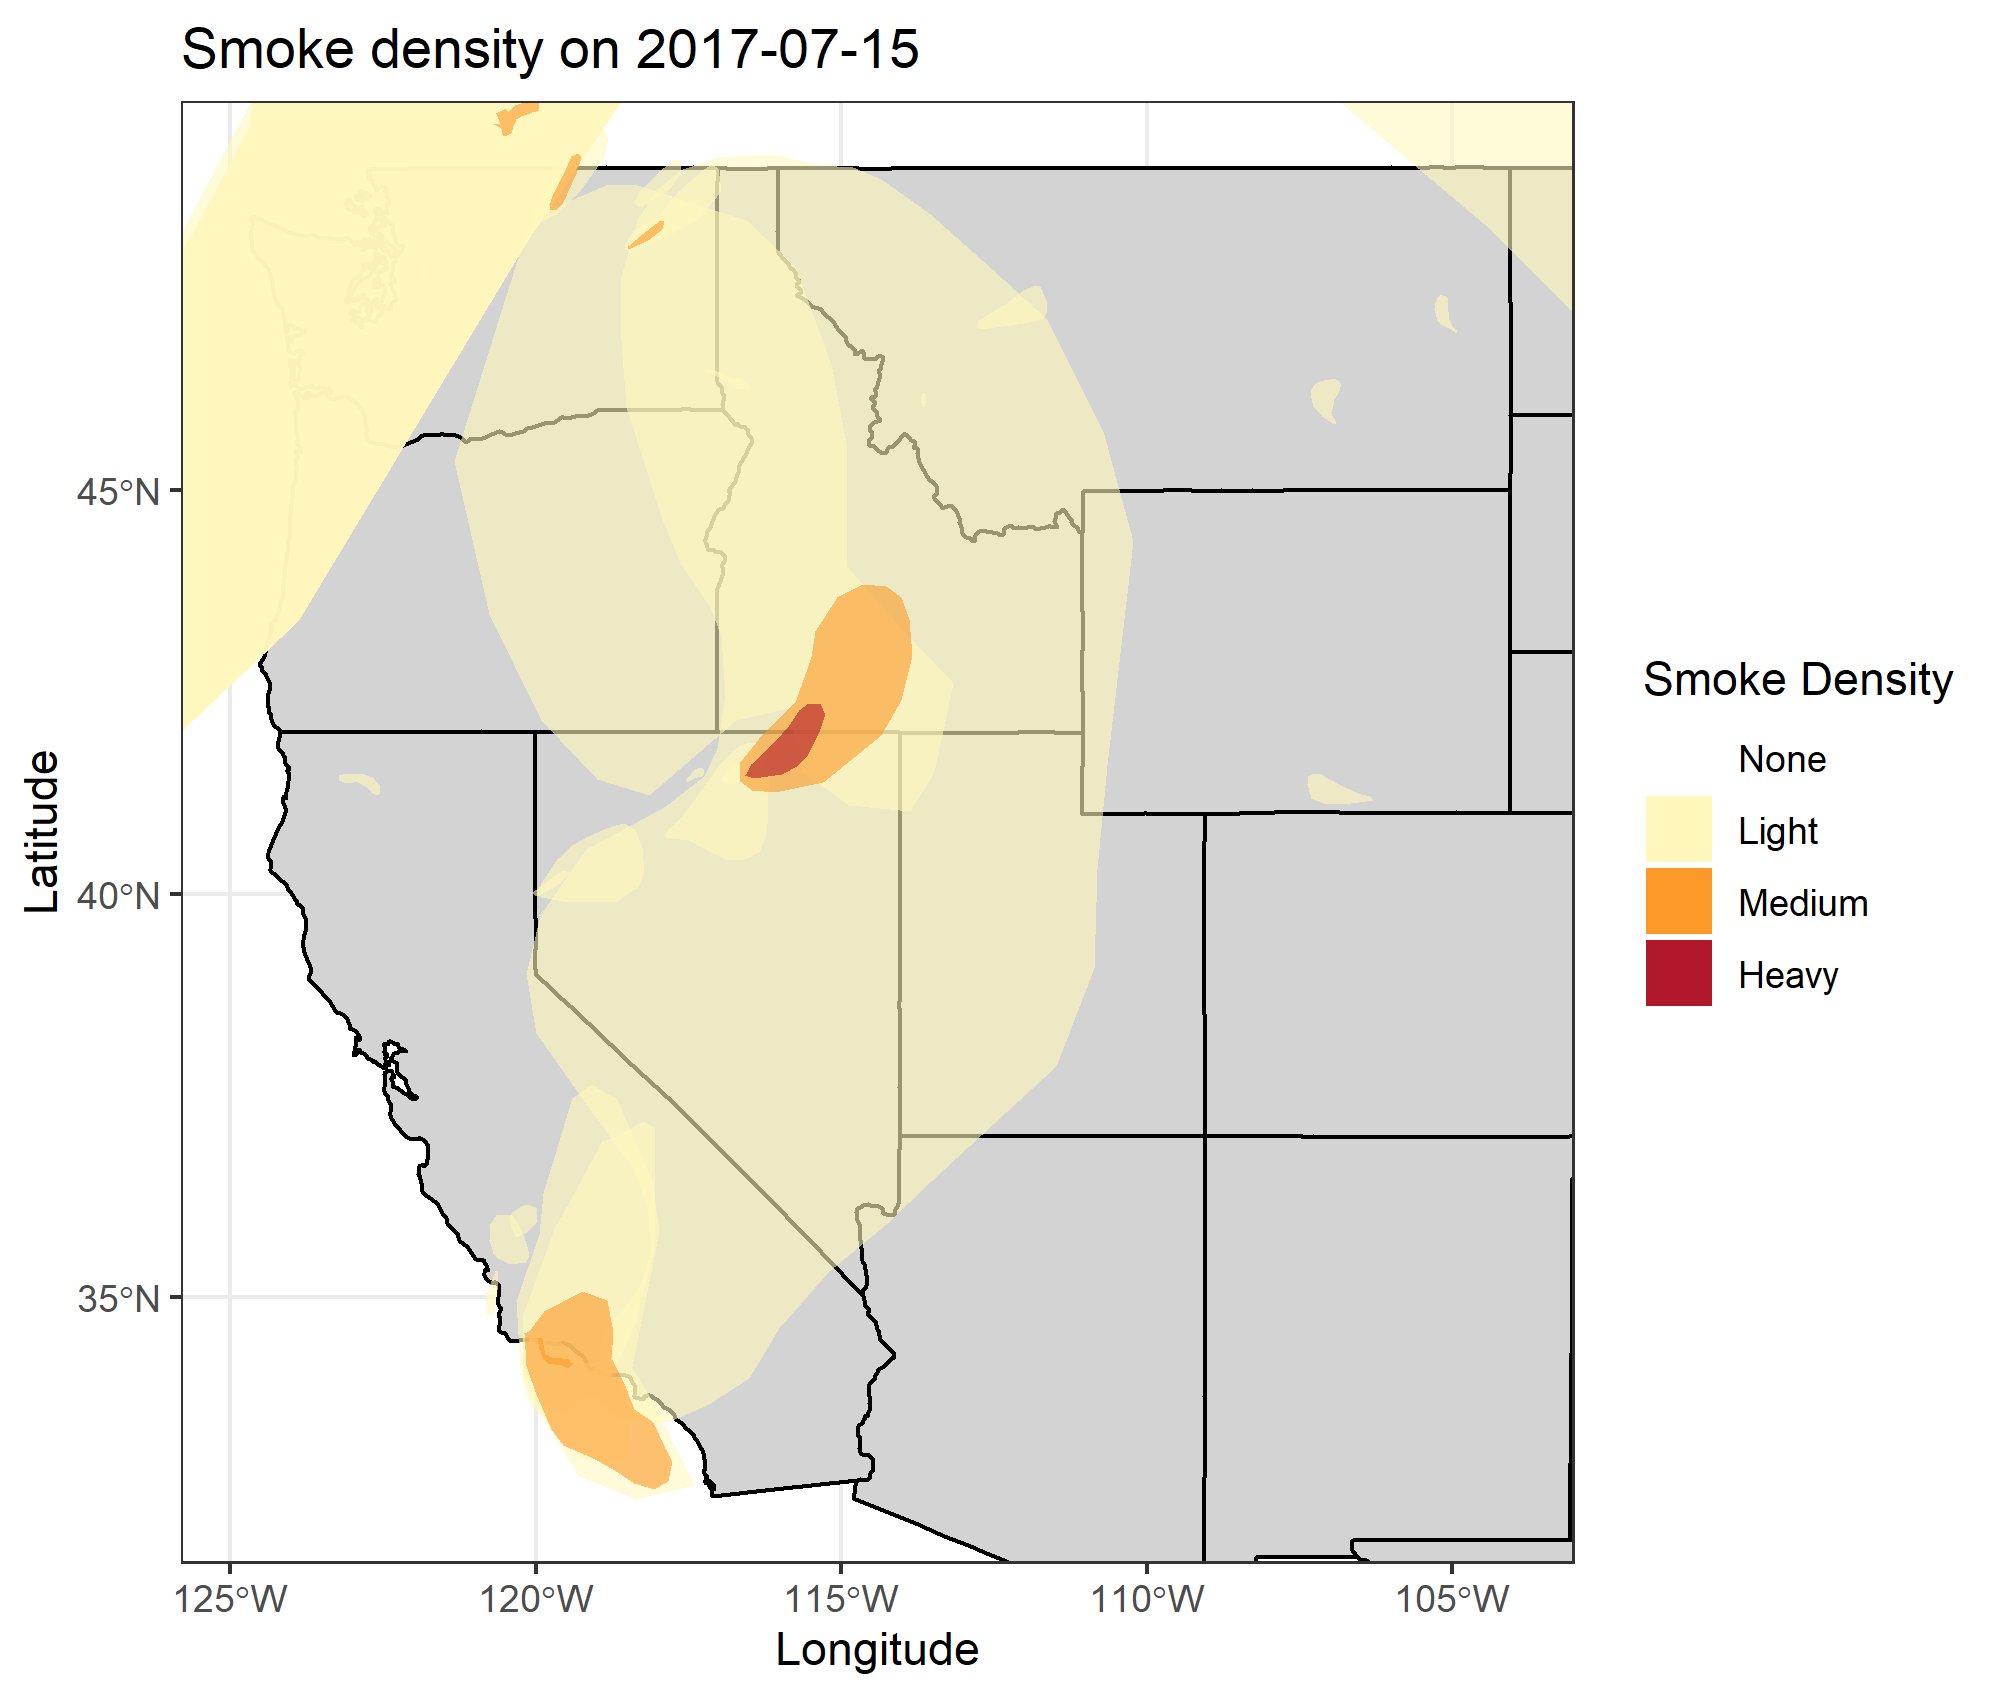 Smoke density on 2017-07-15
45°N
40°N
35°N
Latitude
125°W
120°W
115°W
110°W
105°W
Longitude
Smoke Density
None
Light
Medium
Heavy